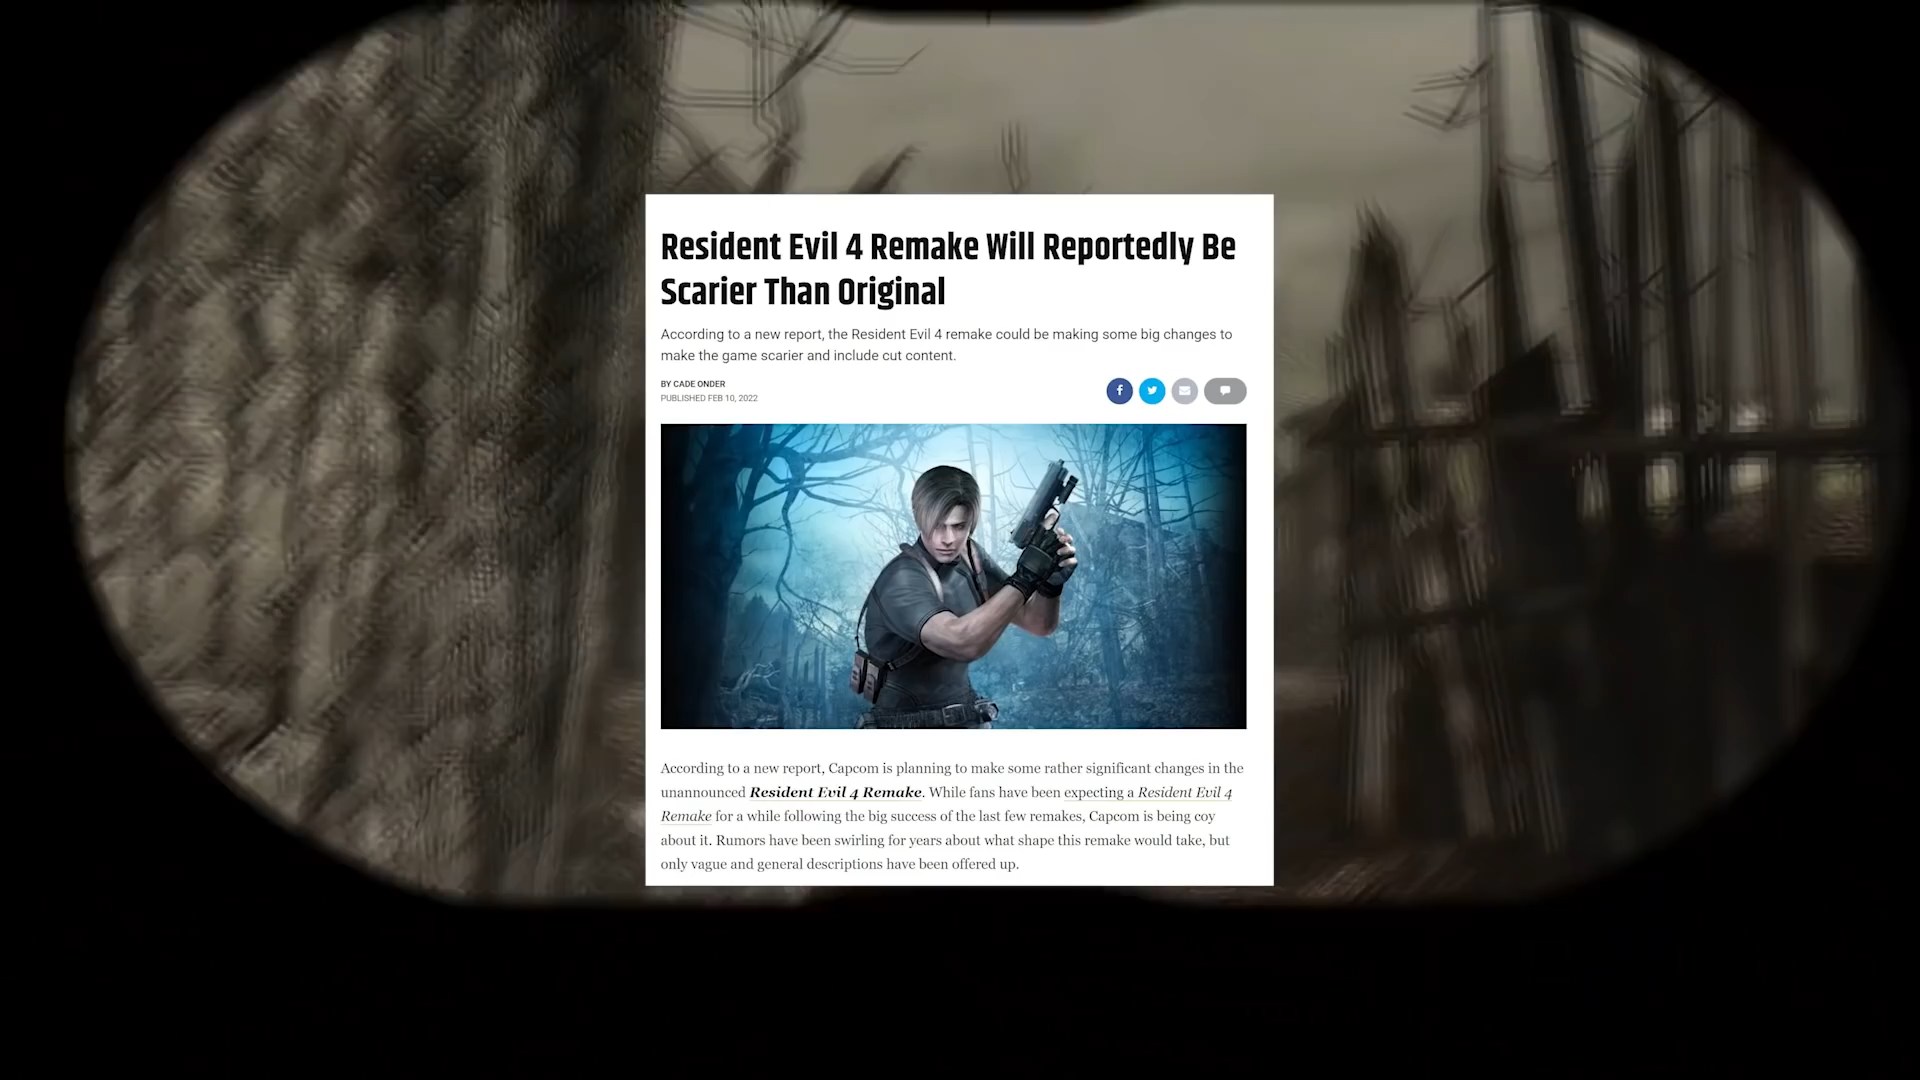 Resident Evil 4 Remake Will Reportedly Be
Scarier Than Original
According to a new report, the Resident Evil 4 remake could be making some big changes to
make the game scarier and include cut content.
BY CADE ONDER
PUBLISHED FEB 10, 2022
According to a new report, Capcom is planning to make some rather significant changes in the
unannounced Resident Evil 4 Remake. While fans have been expecting a Resident Evil 4
Remake for a while following the big success of the last few remakes, Capcom is being coy
about it. Rumors have been swirling for years about what shape this remake would take, but
only vague and general descriptions have been offered up.